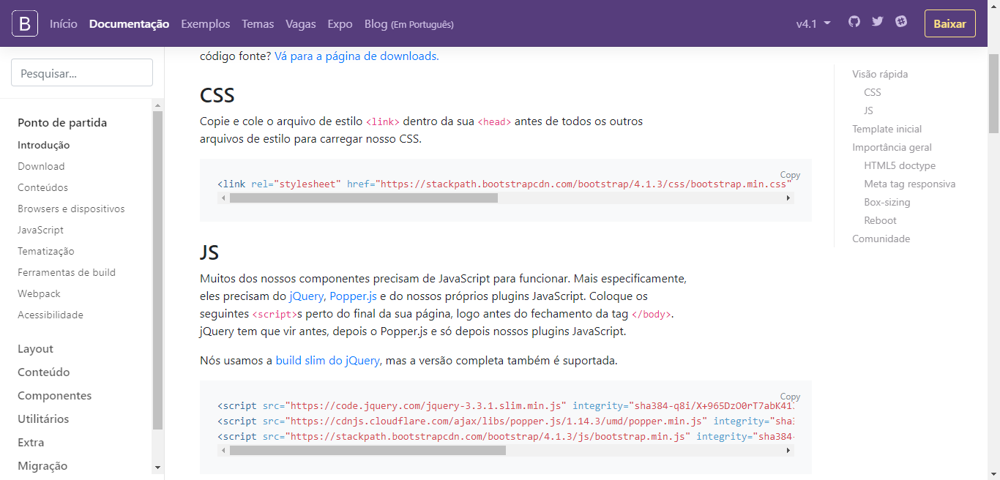 B Início Documentação Exemplos Temas Vagas Expo Blog (Em Português) v4.1 Baixar
Pesquisar...
Ponto de partida
Introdução
Download
Conteúdos
Browsers e dispositivos
JavaScript
Tematização
Ferramentas de build
Webpack
Acessibilidade
Layout
Conteúdo
Componentes
Utilitários
Extra
Migração
código fonte? Vá para a página de downloads.
CSS
Copie e cole o arquivo de estilo <link> dentro da sua <head> antes de todos os outros
arquivos de estilo para carregar nosso CSS.
Copy
<link rel="stylesheet" href="https://stackpath.bootstrapcdn.com/bootstrap/4.1.3/css/bootstrap.min.css"
JS
Muitos dos nossos componentes precisam de JavaScript para funcionar. Mais especificamente,
eles precisam do jQuery, Popper.js e do nossos próprios plugins JavaScript. Coloque os
seguintes <script>s perto do final da sua página, logo antes do fechamento da tag </body>.
jQuery tem que vir antes, depois o Popper.js e só depois nossos plugins JavaScript.
Nós usamos a build slim do jQuery, mas a versão completa também é suportada.
Copy
<script src="https://code.jquery.com/jquery-3.3.1.slim.min.js" integrity="sha384-q8i/X+965DzO0rT7abK41
<script src="https://cdnjs.cloudflare.com/ajax/libs/popper.js/1.14.3/umd/popper.min.js" integrity="sha3
<script src="https://stackpath.bootstrapcdn.com/bootstrap/4.1.3/js/bootstrap.min.js" integrity="sha384-
Visão rápida
CSS
JS
Template inicial
Importância geral
HTML5 doctype
Meta tag responsiva
Box-sizing
Reboot
Comunidade